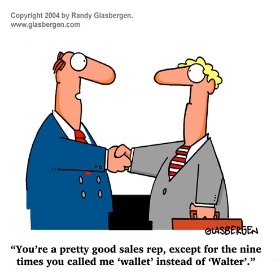 Copyright 2004 by Randy Glasbergen.
www.glasbergen.com
GLASBERGEN
“You’re a pretty good sales rep, except for the nine
times you called me ‘wallet’ instead of ‘Walter’.”